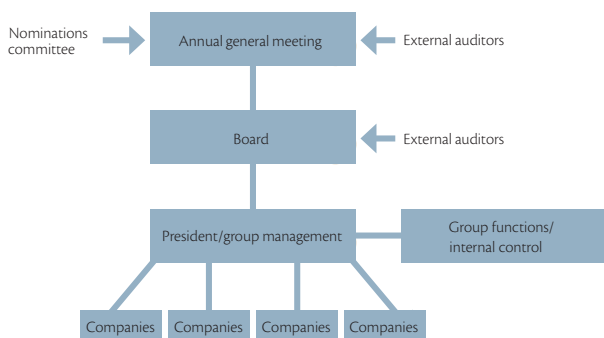 Nominations
committee
Annual general meeting
External auditors
Board
External auditors
President/group management
Group functions/
internal control
Companies
Companies
Companies
Companies